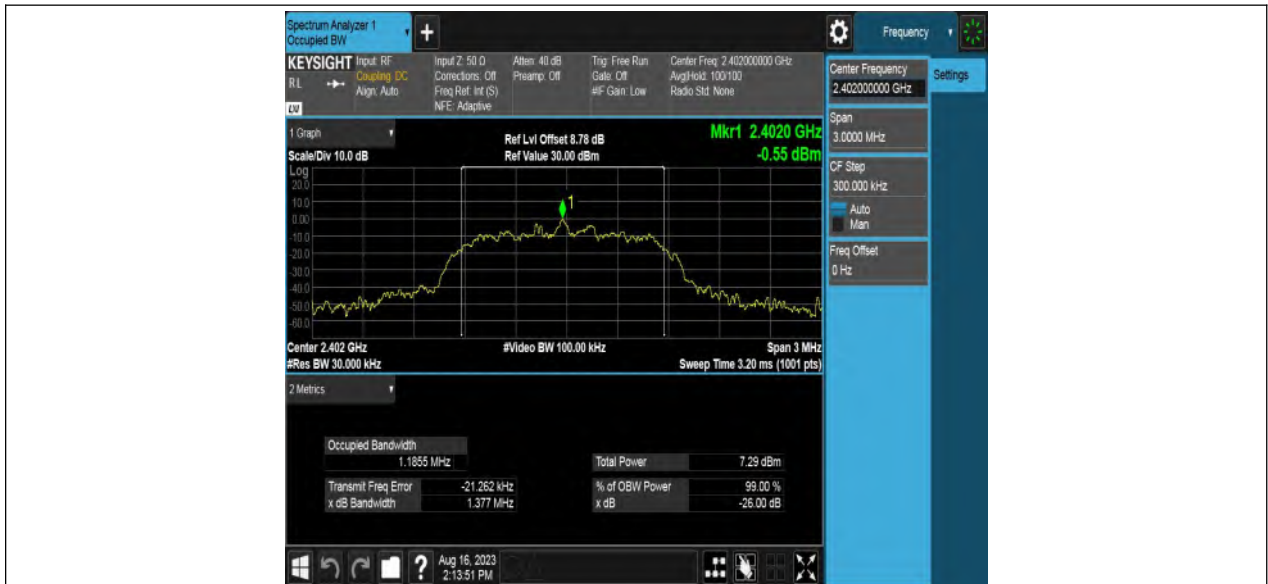 Spectrum Analyzer 1
Occupied BW
Frequency
KEYSIGHT
RL
LXI
Input: RF
Coupling: DC
Align: Auto
Input Z: 50 Ω
Corrections: Off
Freq Ref: Int (S)
NFE: Adaptive
Atten: 40 dB
Preamp: Off
Trig: Free Run
Gate: Off
#IF Gain: Low
Center Freq: 2.402000000 GHz
Avg|Hold: 100/100
Radio Std: None
Center Frequency
2.402000000 GHz
Settings
Span
3.0000 MHz
CF Step
300.000 kHz
Auto
Man
Freq Offset
0 Hz
1 Graph
Scale/Div 10.0 dB
Ref Lvl Offset 8.78 dB
Ref Value 30.00 dBm
Mkr1 2.4020 GHz
-0.55 dBm
Log
20.0
10.0
0.00
-10.0
-20.0
-30.0
-40.0
-50.0
-60.0
1
Center 2.402 GHz
#Res BW 30.000 kHz
#Video BW 100.00 kHz
Span 3 MHz
Sweep Time 3.20 ms (1001 pts)
2 Metrics
Occupied Bandwidth
1.1855 MHz
Total Power 7.29 dBm
Transmit Freq Error -21.262 kHz
% of OBW Power 99.00 %
x dB Bandwidth 1.377 MHz
x dB -26.00 dB
?
Aug 16, 2023
2:13:51 PM